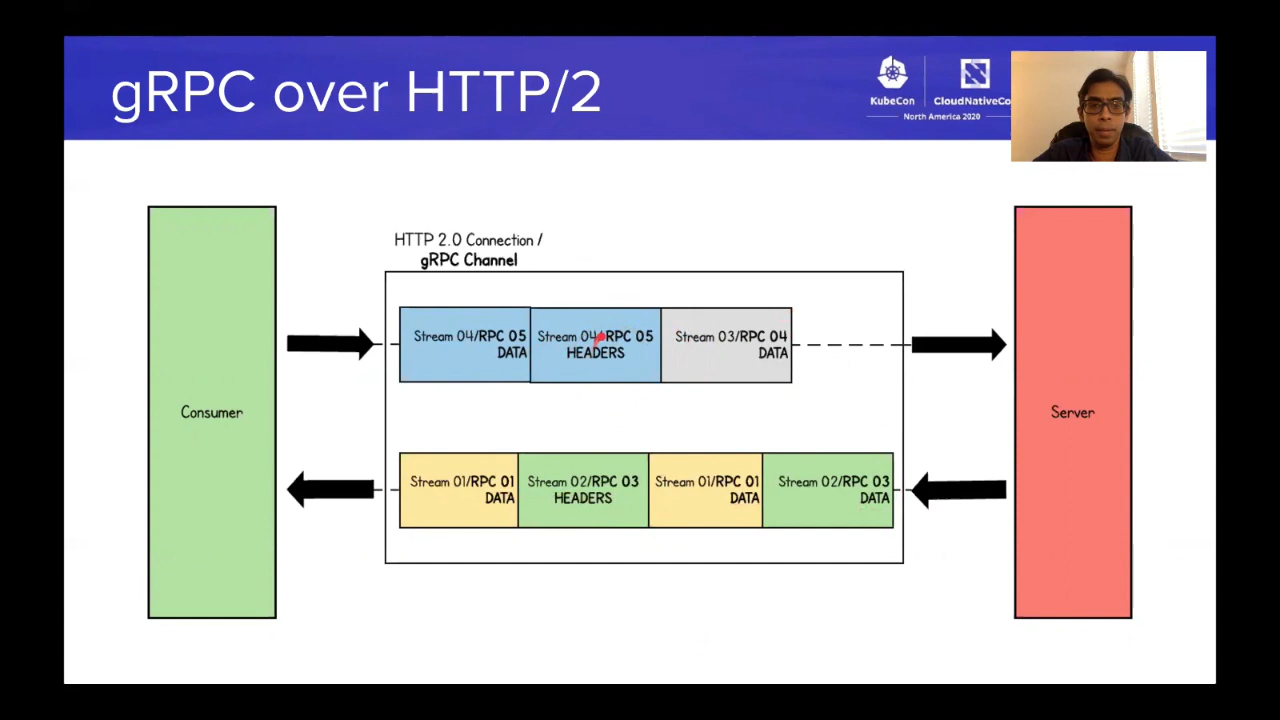 gRPC over HTTP/2
KubeCon
CloudNativeCo
North America 2020
HTTP 2.0 Connection /
gRPC Channel
Stream 04/RPC 05
DATA
Stream 04/RPC 05
HEADERS
Stream 03/RPC 04
DATA
Consumer
Server
Stream 01/RPC 01
DATA
Stream 02/RPC 03
HEADERS
Stream 01/RPC 01
DATA
Stream 02/RPC 03
DATA